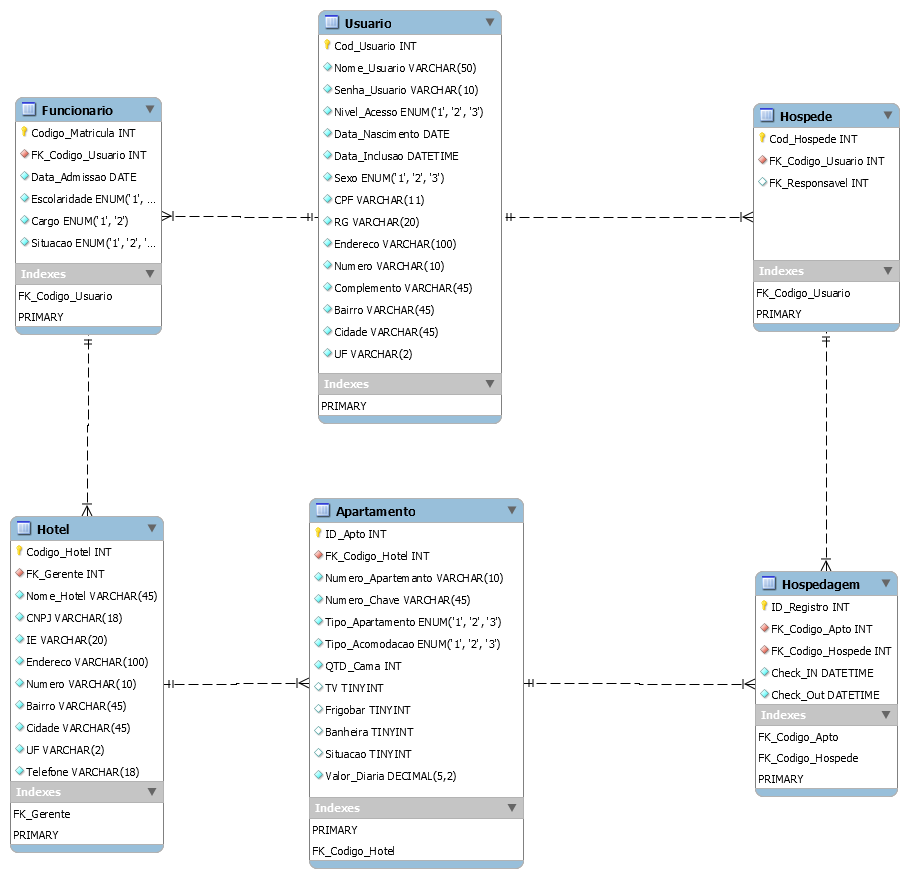 Usuario
Cod_Usuario INT
Nome_Usuario VARCHAR(50)
Senha_Usuario VARCHAR(10)
Nivel_Acesso ENUM('1', '2', '3')
Data_Nascimento DATE
Data_Inclusao DATETIME
Sexo ENUM('1', '2', '3')
CPF VARCHAR(11)
RG VARCHAR(20)
Endereco VARCHAR(100)
Numero VARCHAR(10)
Complemento VARCHAR(45)
Bairro VARCHAR(45)
Cidade VARCHAR(45)
UF VARCHAR(2)
Indexes
PRIMARY
Funcionario
Codigo_Matricula INT
FK_Codigo_Usuario INT
Data_Admissao DATE
Escolaridade ENUM('1', ...
Cargo ENUM('1', '2')
Situacao ENUM('1', '2', '...
Indexes
FK_Codigo_Usuario
PRIMARY
Hospede
Cod_Hospede INT
FK_Codigo_Usuario INT
FK_Responsavel INT
Indexes
FK_Codigo_Usuario
PRIMARY
Hotel
Codigo_Hotel INT
FK_Gerente INT
Nome_Hotel VARCHAR(45)
CNPJ VARCHAR(18)
IE VARCHAR(20)
Endereco VARCHAR(100)
Numero VARCHAR(10)
Bairro VARCHAR(45)
Cidade VARCHAR(45)
UF VARCHAR(2)
Telefone VARCHAR(18)
Indexes
FK_Gerente
PRIMARY
Apartamento
ID_Apto INT
FK_Codigo_Hotel INT
Numero_Apartemanto VARCHAR(10)
Numero_Chave VARCHAR(45)
Tipo_Apartamento ENUM('1', '2', '3')
Tipo_Acomodacao ENUM('1', '2', '3')
QTD_Cama INT
TV TINYINT
Frigobar TINYINT
Banheira TINYINT
Situacao TINYINT
Valor_Diaria DECIMAL(5,2)
Indexes
PRIMARY
FK_Codigo_Hotel
Hospedagem
ID_Registro INT
FK_Codigo_Apto INT
FK_Codigo_Hospede INT
Check_IN DATETIME
Check_Out DATETIME
Indexes
FK_Codigo_Apto
FK_Codigo_Hospede
PRIMARY